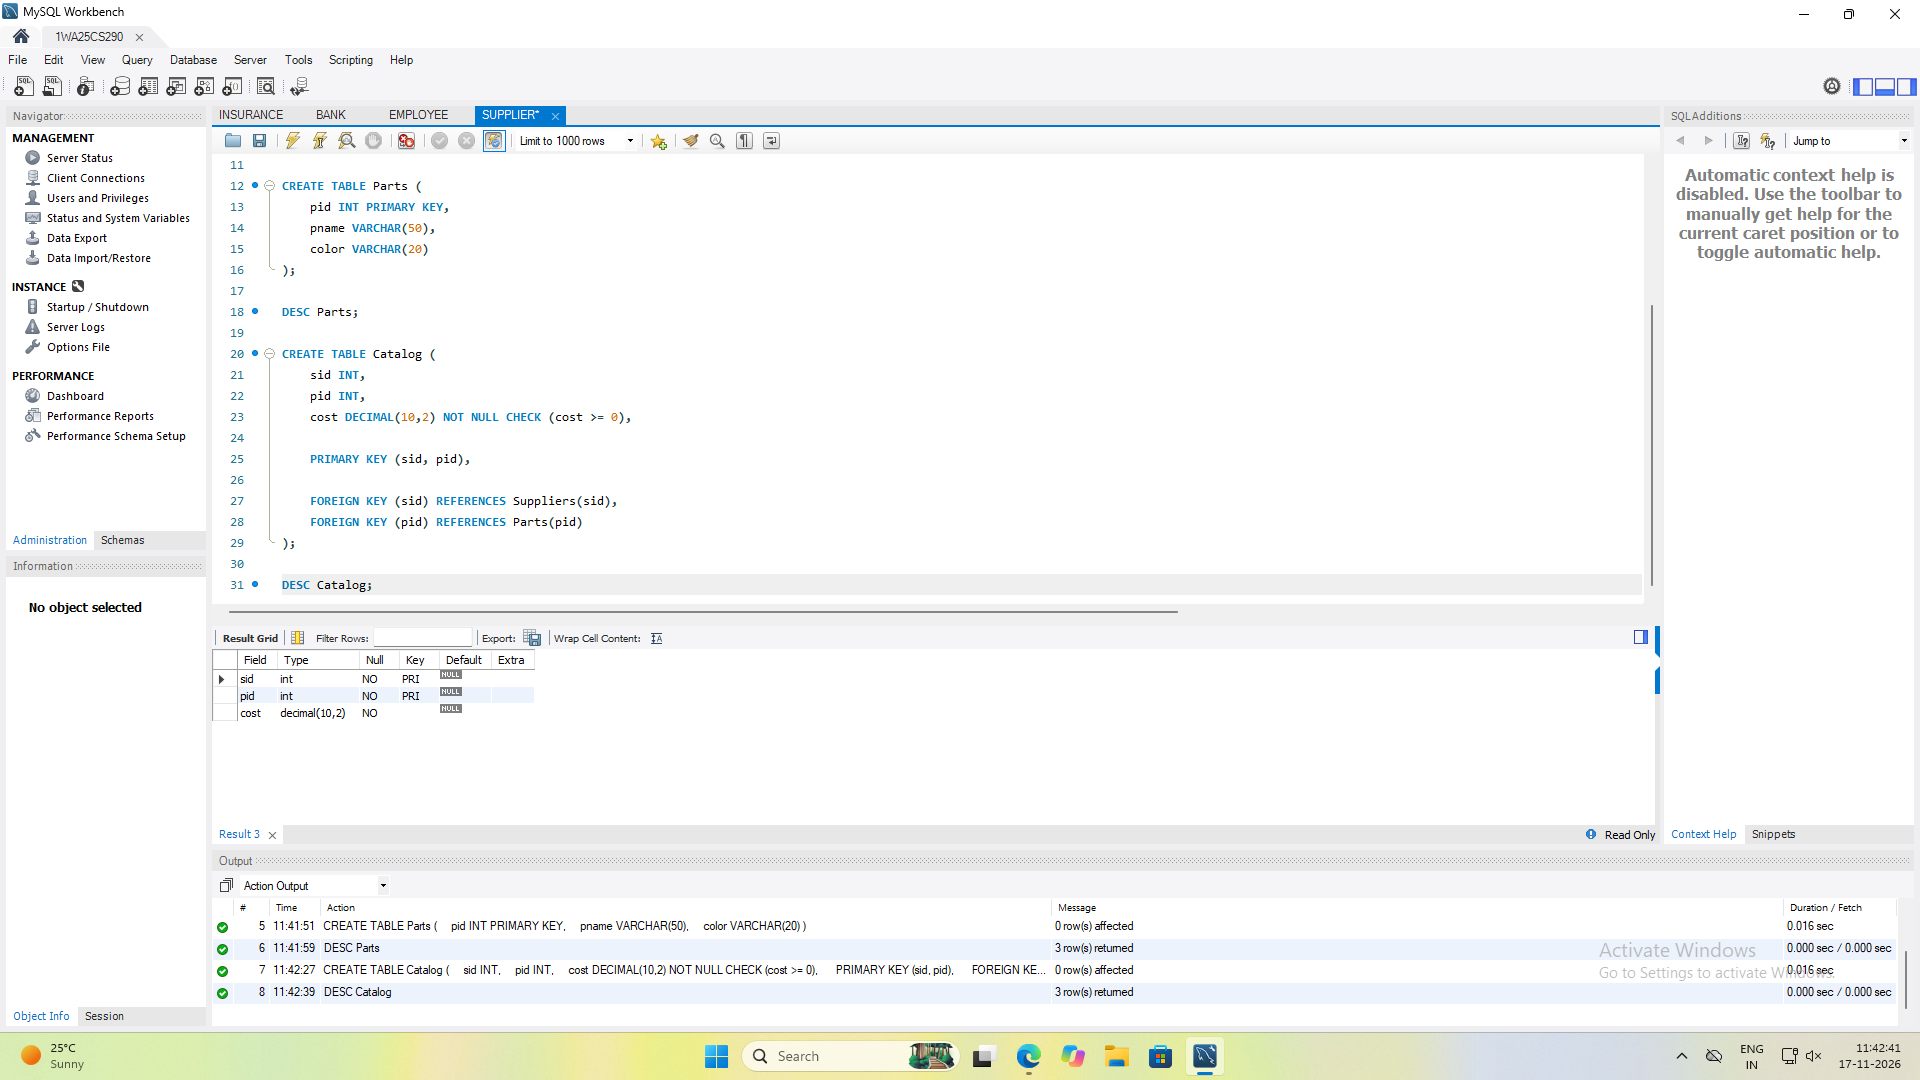 MySQL Workbench
1WA25CS290
File Edit View Query Database Server Tools Scripting Help
Navigator
MANAGEMENT
Server Status
Client Connections
Users and Privileges
Status and System Variables
Data Export
Data Import/Restore
INSTANCE
Startup / Shutdown
Server Logs
Options File
PERFORMANCE
Dashboard
Performance Reports
Performance Schema Setup
Administration Schemas
Information
No object selected
Object Info Session
INSURANCE BANK EMPLOYEE SUPPLIER*
Limit to 1000 rows
11
12 CREATE TABLE Parts (
13 pid INT PRIMARY KEY,
14 pname VARCHAR(50),
15 color VARCHAR(20)
16 );
17
18 DESC Parts;
19
20 CREATE TABLE Catalog (
21 sid INT,
22 pid INT,
23 cost DECIMAL(10,2) NOT NULL CHECK (cost >= 0),
24
25 PRIMARY KEY (sid, pid),
26
27 FOREIGN KEY (sid) REFERENCES Suppliers(sid),
28 FOREIGN KEY (pid) REFERENCES Parts(pid)
29 );
30
31 DESC Catalog;
Result Grid Filter Rows: Export: Wrap Cell Content:
Field Type Null Key Default Extra
sid int NO PRI NULL
pid int NO PRI NULL
cost decimal(10,2) NO NULL
Result 3
Read Only
SQLAdditions
Jump to
Automatic context help is
disabled. Use the toolbar to
manually get help for the
current caret position or to
toggle automatic help.
Context Help Snippets
Output
Action Output
# Time Action Message Duration / Fetch
5 11:41:51 CREATE TABLE Parts ( pid INT PRIMARY KEY, pname VARCHAR(50), color VARCHAR(20) ) 0 row(s) affected 0.016 sec
6 11:41:59 DESC Parts 3 row(s) returned 0.000 sec / 0.000 sec
7 11:42:27 CREATE TABLE Catalog ( sid INT, pid INT, cost DECIMAL(10,2) NOT NULL CHECK (cost >= 0), PRIMARY KEY (sid, pid), FOREIGN KE... 0 row(s) affected 0.016 sec
8 11:42:39 DESC Catalog 3 row(s) returned 0.000 sec / 0.000 sec
Activate Windows
Go to Settings to activate Windows.
25°C
Sunny
Search
ENG
IN
11:42:41
17-11-2026